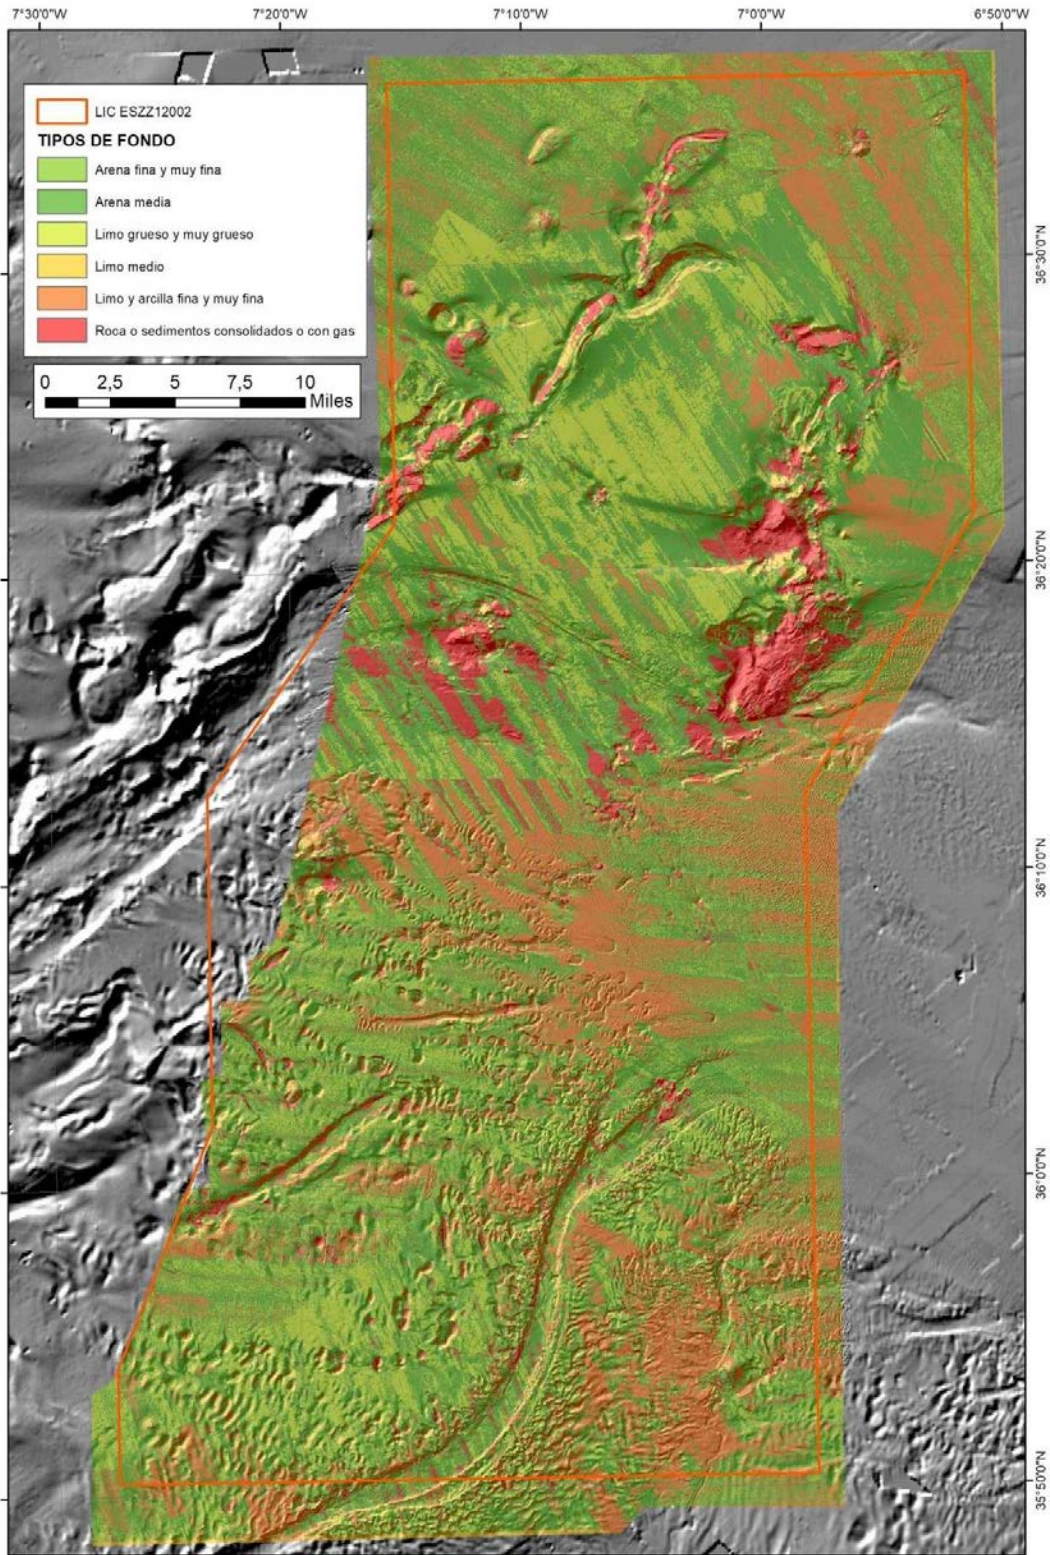 7°30'0"W 7°20'0"W 7°10'0"W 7°0'0"W 6°50'0"W
LIC ESZZ12002
TIPOS DE FONDO
Arena fina y muy fina
Arena media
Limo grueso y muy grueso
Limo medio
Limo y arcilla fina y muy fina
Roca o sedimentos consolidados o con gas
0 2,5 5 7,5 10
Miles
36°30'0"N
36°20'0"N
36°10'0"N
36°0'0"N
35°50'0"N